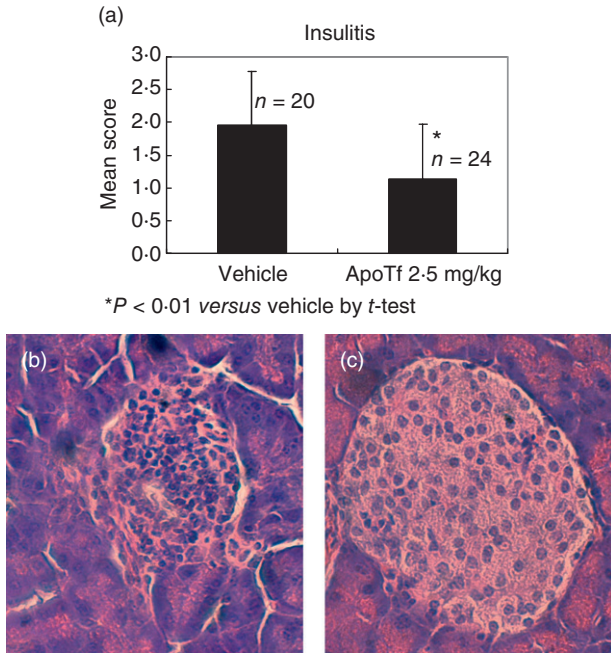 (a)
Insulitis
Mean score
3·0
2·5
2·0
1·5
1·0
0·5
0·0
n = 20
*
n = 24
Vehicle
ApoTf 2·5 mg/kg
*P < 0·01 versus vehicle by t-test
(b)
(c)